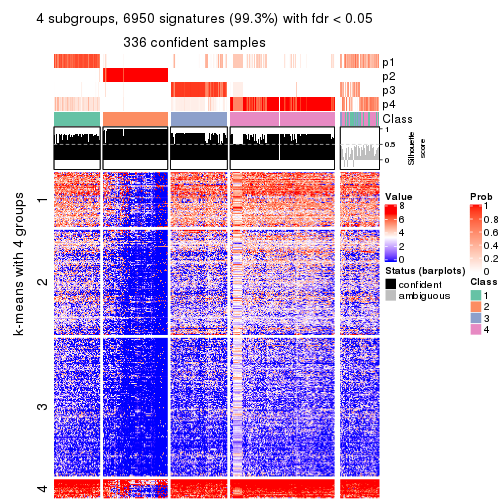 4 subgroups, 6950 signatures (99.3%) with fdr < 0.05
336 confident samples
p1
p2
p3
p4
Class
1
0.5
0
Silhouette
score
k-means with 4 groups
1
2
3
4
Value
8
6
4
2
0
Status (barplots)
confident
ambiguous
Prob
1
0.8
0.6
0.4
0.2
0
Class
1
2
3
4